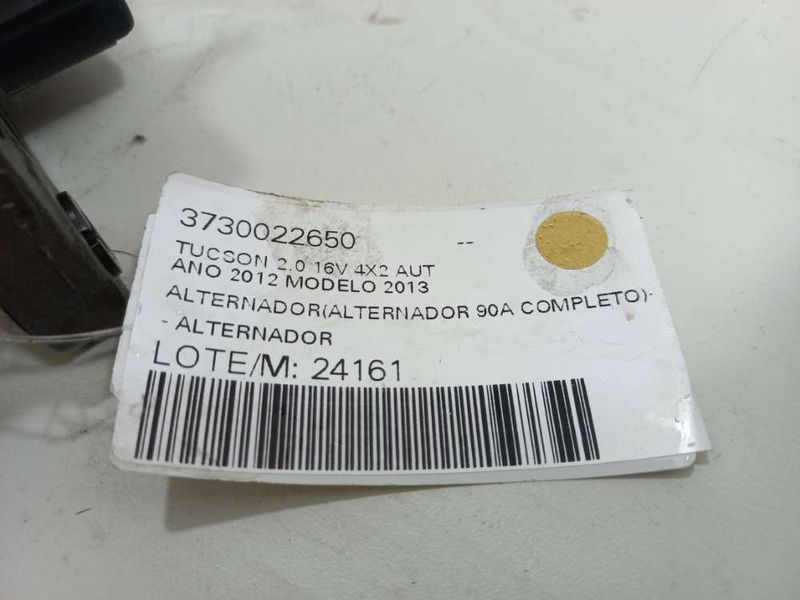 3730022650 --
TUCSON 2.0 16V 4X2 AUT
ANO 2012 MODELO 2013
ALTERNADOR(ALTERNADOR 90A COMPLETO)-
- ALTERNADOR
LOTE/M: 24161